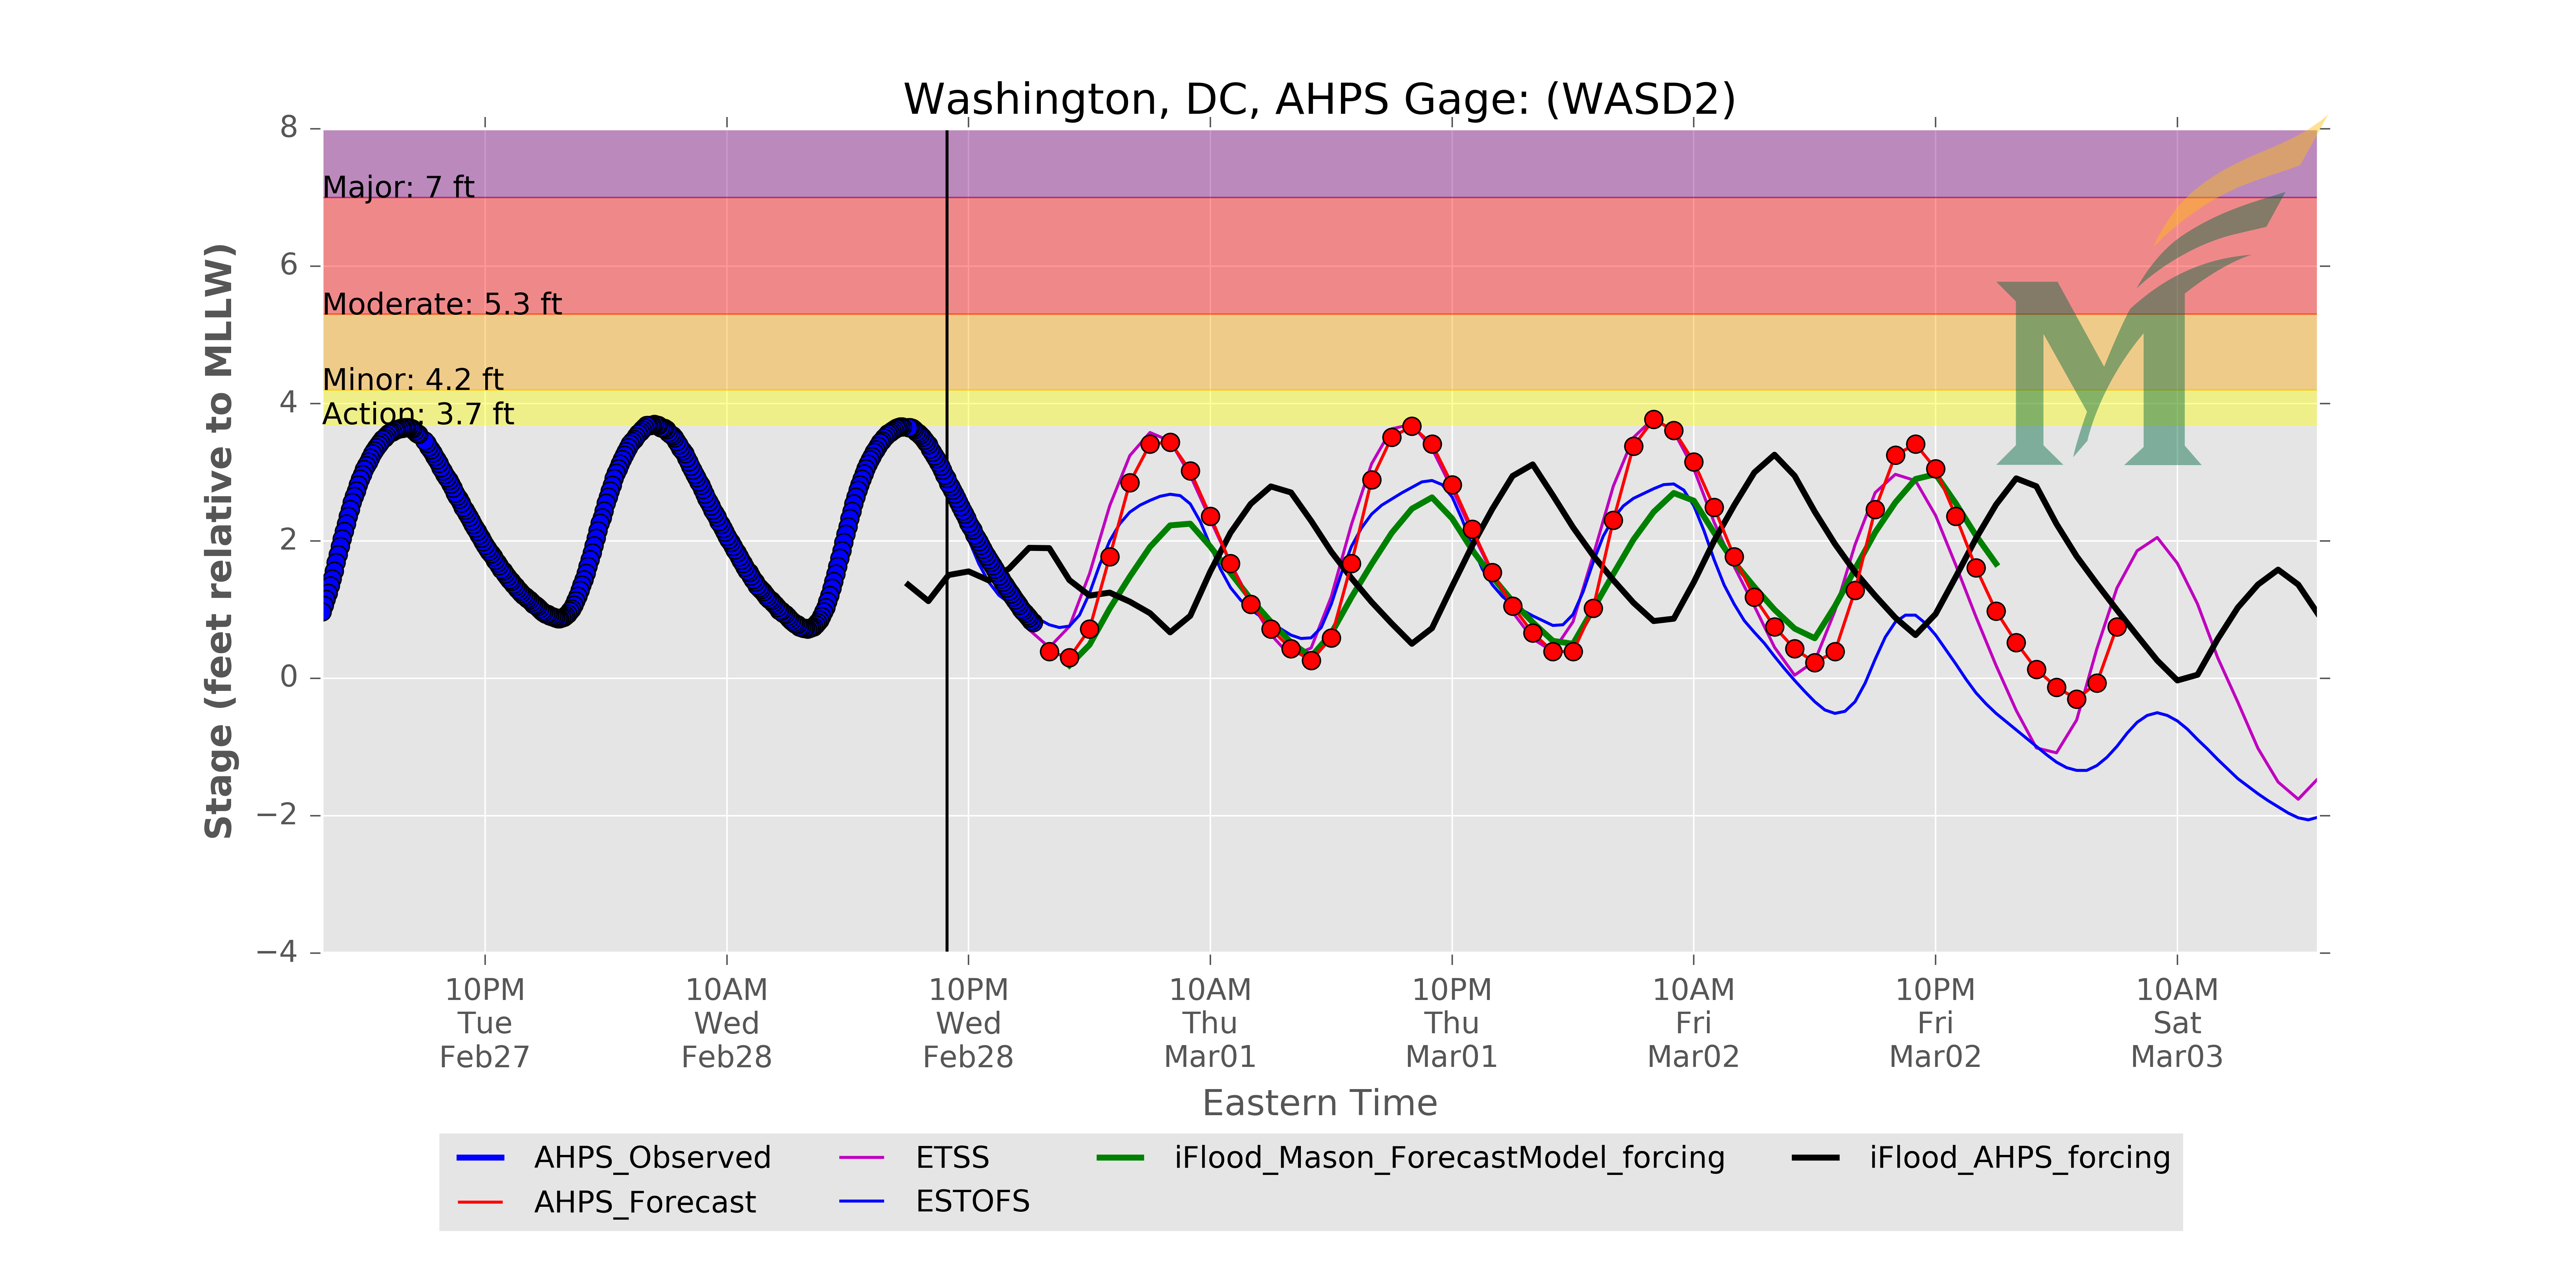 Washington, DC, AHPS Gage: (WASD2)
8
6
4
2
0
−2
−4
Stage (feet relative to MLLW)
Major: 7 ft
Moderate: 5.3 ft
Minor: 4.2 ft
Action: 3.7 ft
M
10PM 10AM 10PM 10AM 10PM 10AM 10PM 10AM
Tue Wed Wed Thu Thu Fri Fri Sat
Feb27 Feb28 Feb28 Mar01 Mar01 Mar02 Mar02 Mar03
Eastern Time
AHPS_Observed ETSS iFlood_Mason_ForecastModel_forcing iFlood_AHPS_forcing
AHPS_Forecast ESTOFS